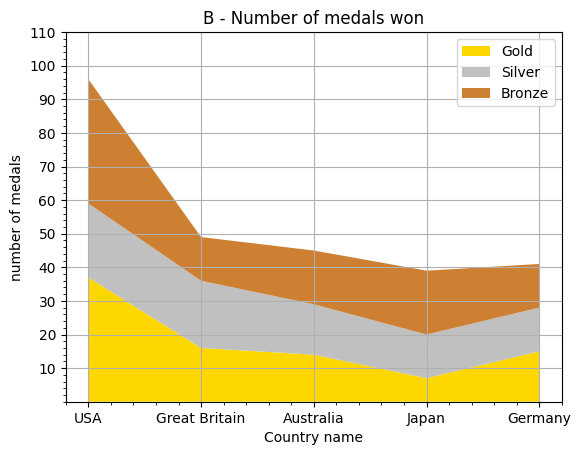 B - Number of medals won
Gold
Silver
Bronze
110
100
90
80
70
60
50
40
30
20
10
number of medals
USA Great Britain Australia Japan Germany
Country name